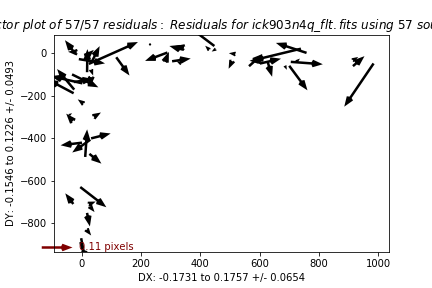 ctor plot of 57/57 residuals: Residuals for ick903n4q_flt.fits using 57 sou
0
−200
−400
−600
−800
0
200
400
600
800
1000
0.11 pixels
DY: -0.1546 to 0.1226 +/- 0.0493
DX: -0.1731 to 0.1757 +/- 0.0654